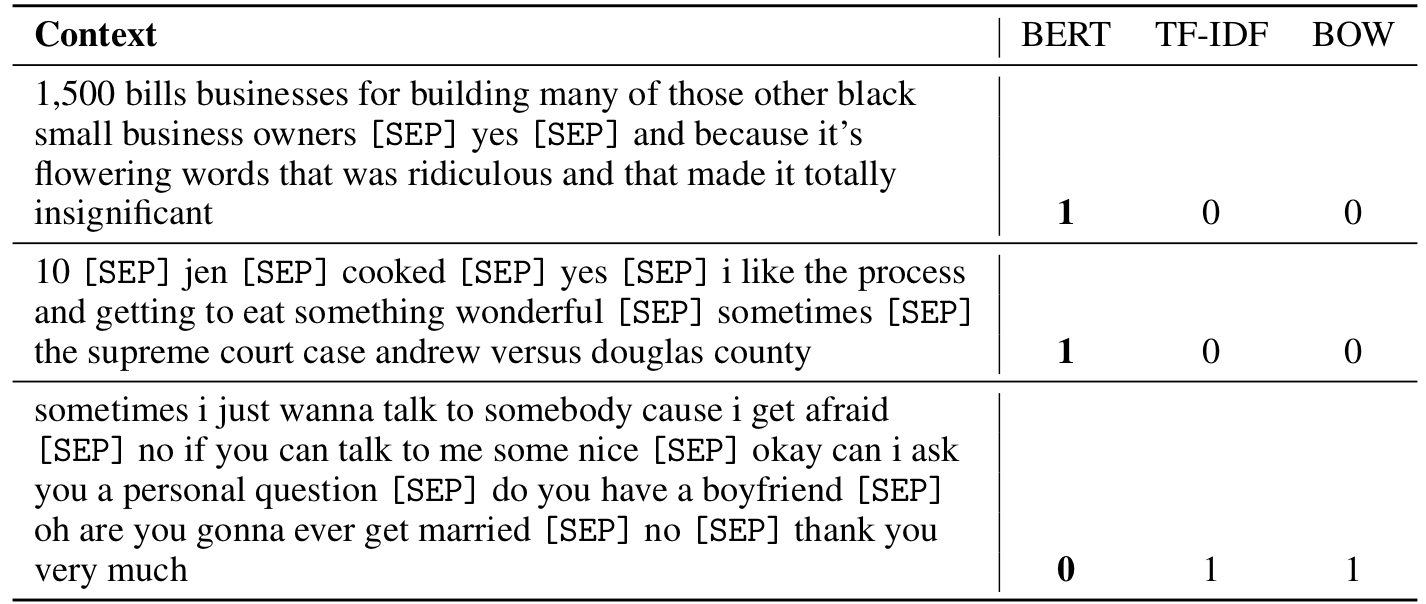 Context BERT TF-IDF BOW
1,500 bills businesses for building many of those other black
small business owners [SEP] yes [SEP] and because it's
flowering words that was ridiculous and that made it totally
insignificant 1 0 0
10 [SEP] jen [SEP] cooked [SEP] yes [SEP] i like the process
and getting to eat something wonderful [SEP] sometimes [SEP]
the supreme court case andrew versus douglas county 1 0 0
sometimes i just wanna talk to somebody cause i get afraid
[SEP] no if you can talk to me some nice [SEP] okay can i ask
you a personal question [SEP] do you have a boyfriend [SEP]
oh are you gonna ever get married [SEP] no [SEP] thank you
very much 0 1 1